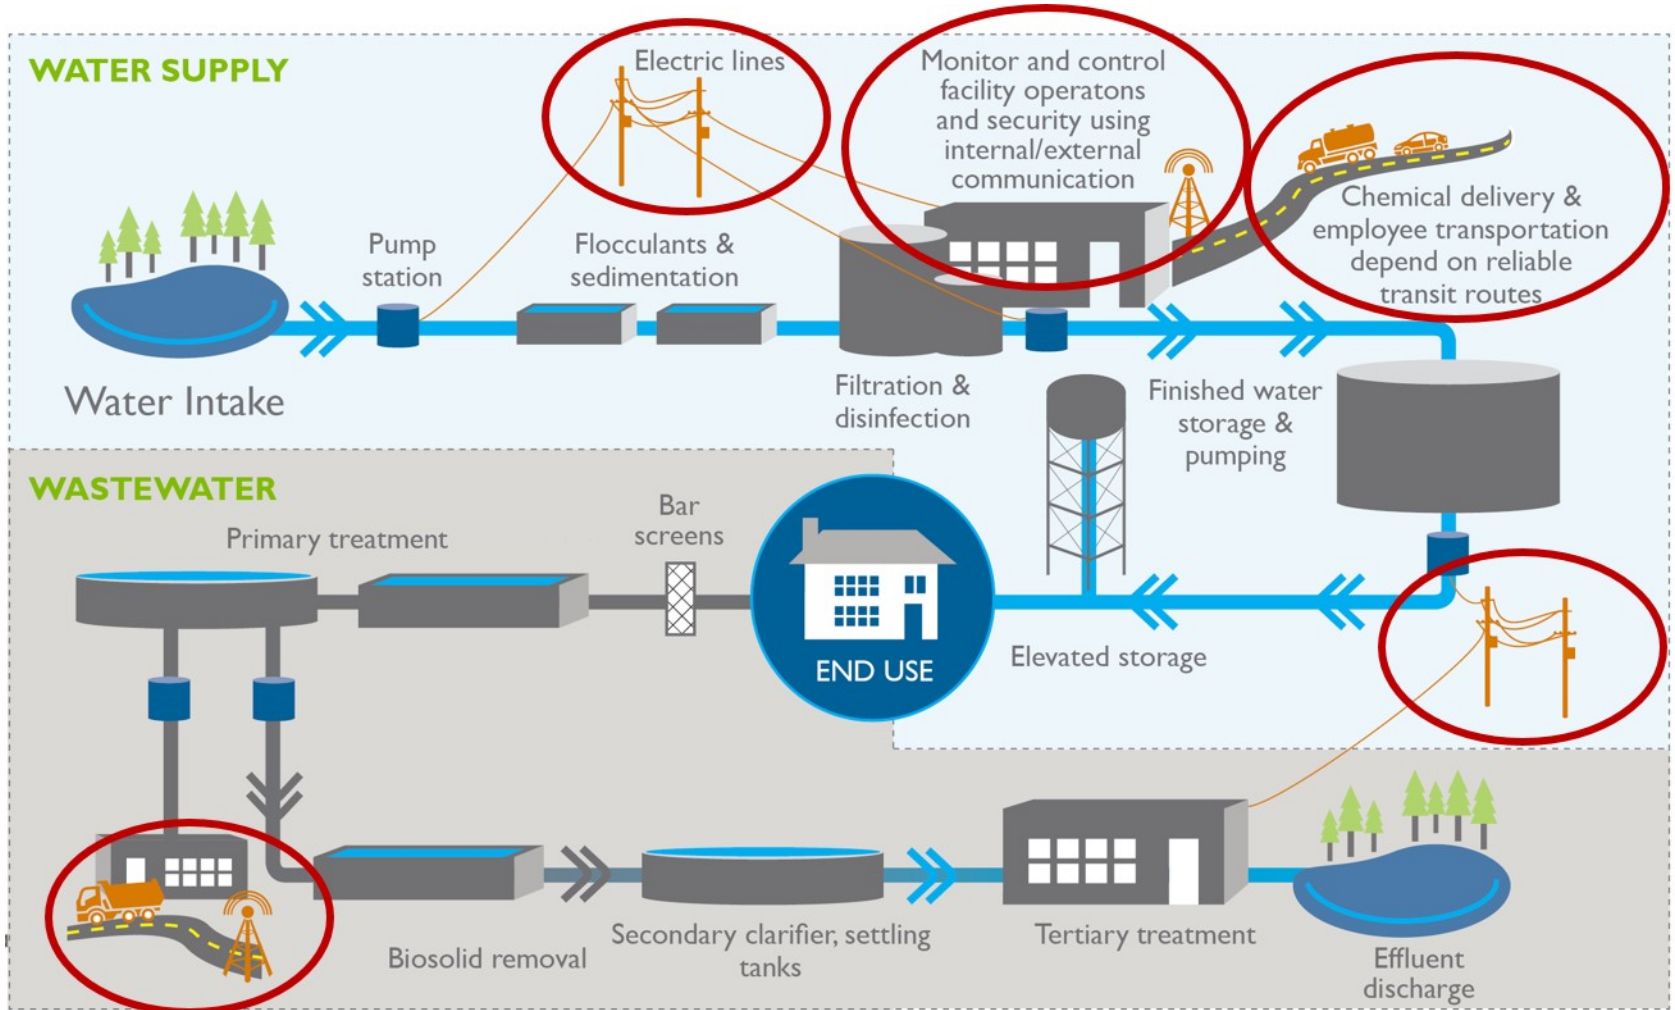 WATER SUPPLY
Electric lines
Monitor and control
facility operatons
and security using
internal/external
communication
Chemical delivery &
employee transportation
depend on reliable
transit routes
Pump
station
Flocculants &
sedimentation
Water Intake
Filtration &
disinfection
Finished water
storage &
pumping
WASTEWATER
Primary treatment
Bar
screens
END USE
Elevated storage
Biosolid removal
Secondary clarifier, settling
tanks
Tertiary treatment
Effluent
discharge